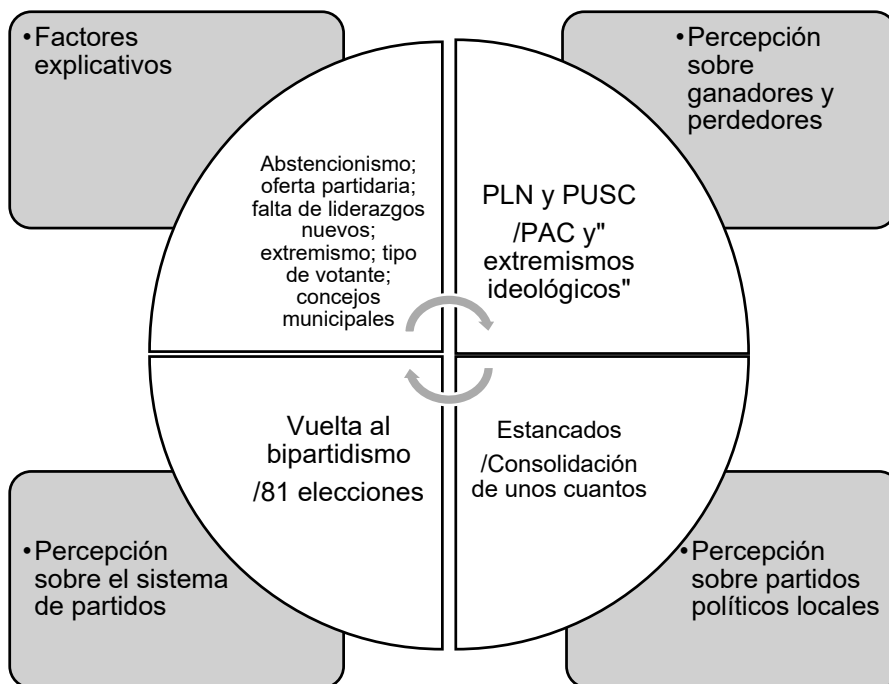 •Factores
explicativos
•Percepción
sobre
ganadores y
perdedores
Abstencionismo;
oferta partidaria;
falta de liderazgos
nuevos;
extremismo; tipo
de votante;
concejos
municipales
PLN y PUSC
/PAC y"
extremismos
ideológicos"
Vuelta al
bipartidismo
/81 elecciones
Estancados
/Consolidación
de unos cuantos
•Percepción
sobre el sistema
de partidos
•Percepción
sobre partidos
políticos locales